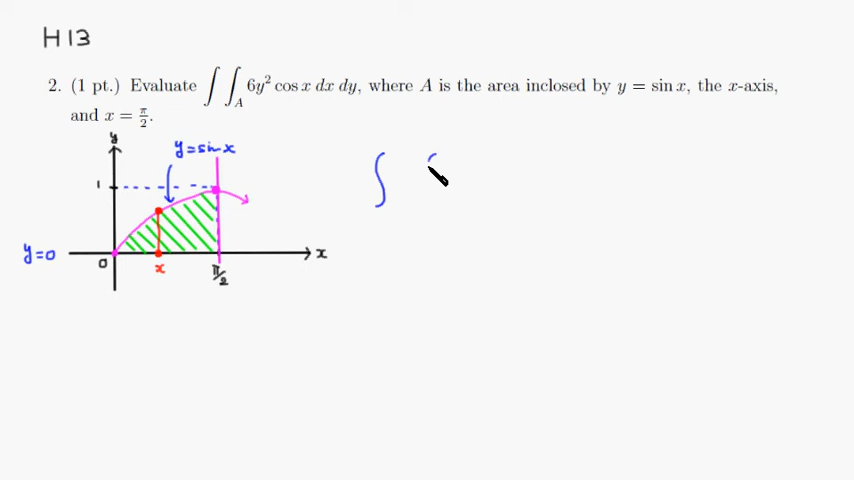 H13
2. (1 pt.) Evaluate ∫∫_A 6y² cos x dx dy, where A is the area inclosed by y = sin x, the x-axis,
and x = π/2.
y
y=sin x
1
y=0
0
x
π/2
x
∫